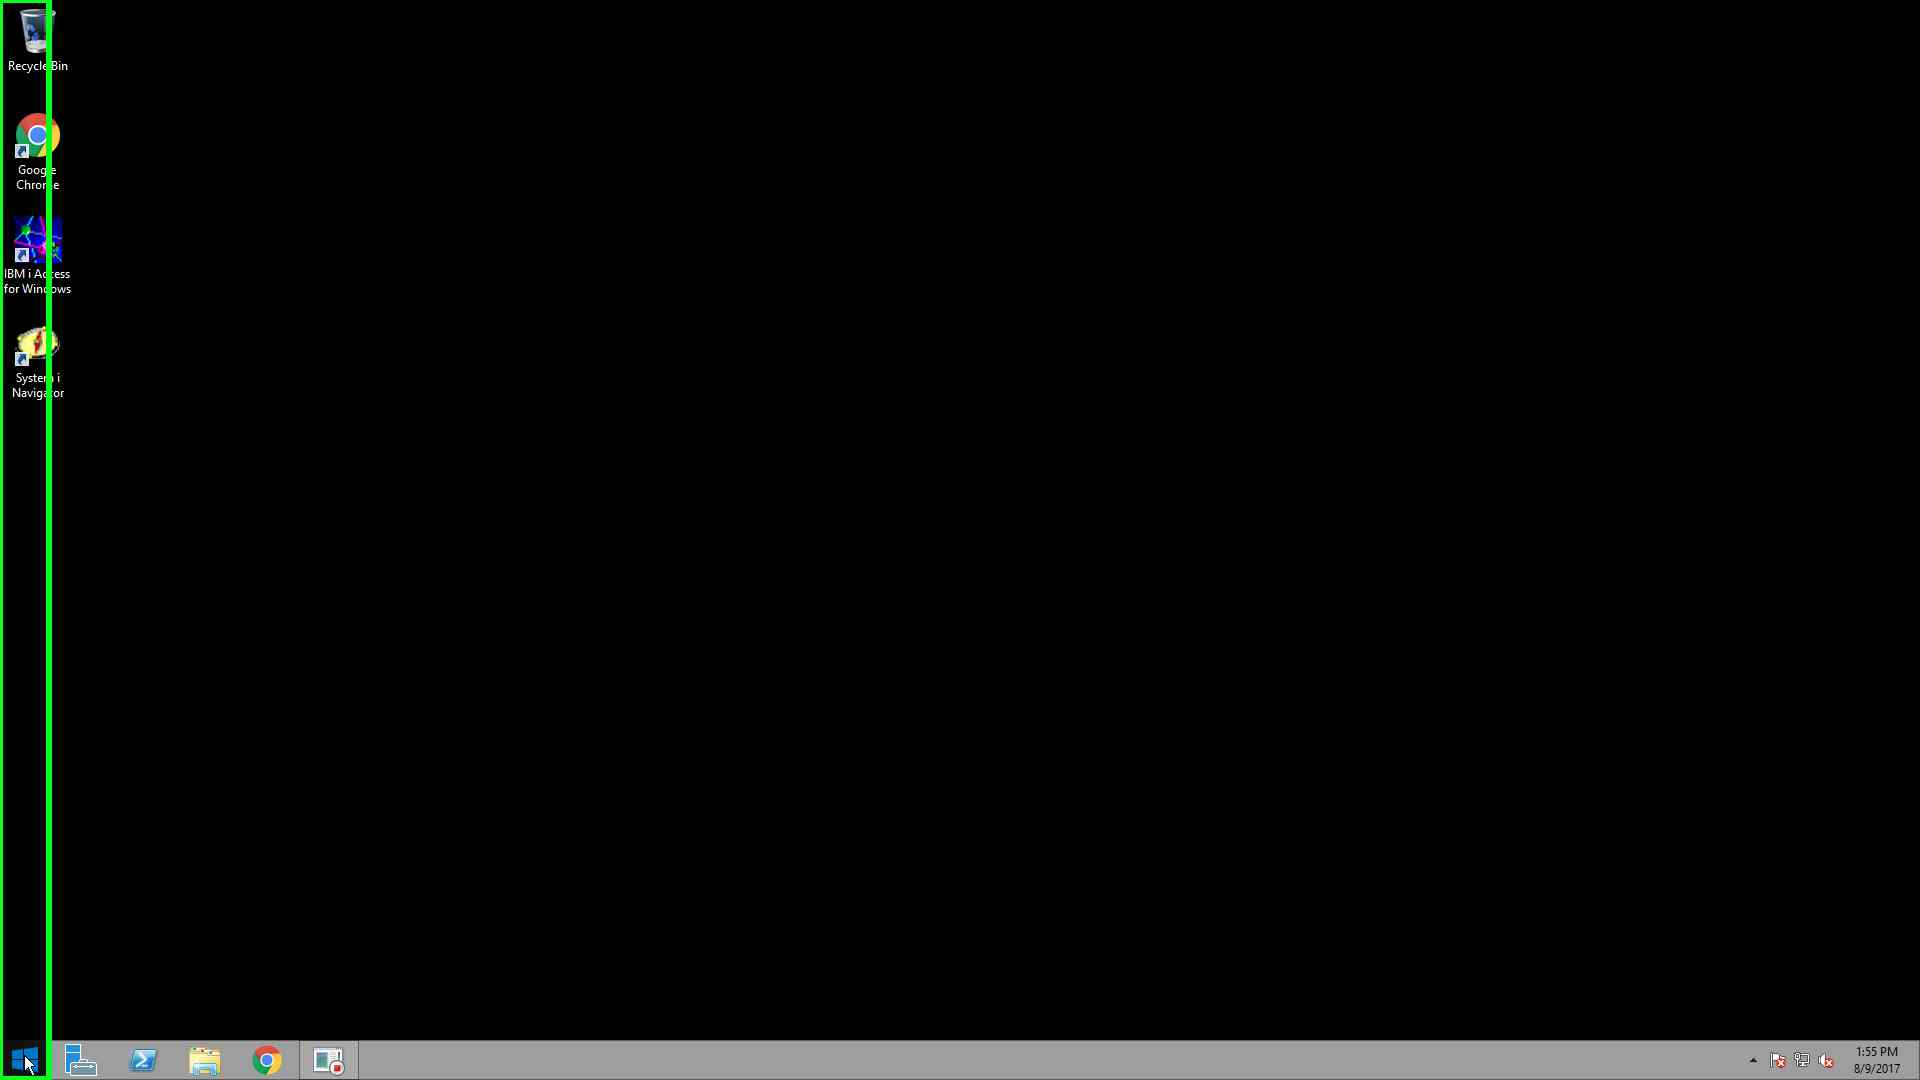 Recycle Bin
Google
Chrome
IBM i Access
for Windows
System i
Navigator
1:55 PM
8/9/2017